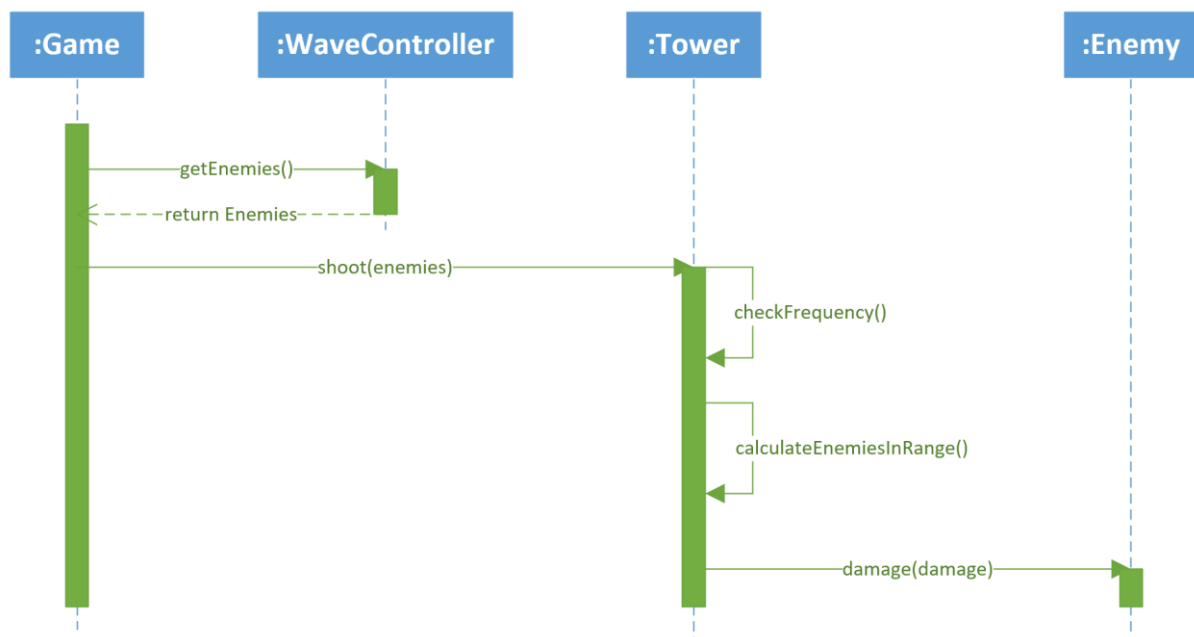 :Game
:WaveController
:Tower
:Enemy
getEnemies()
return Enemies
shoot(enemies)
checkFrequency()
calculateEnemiesInRange()
damage(damage)